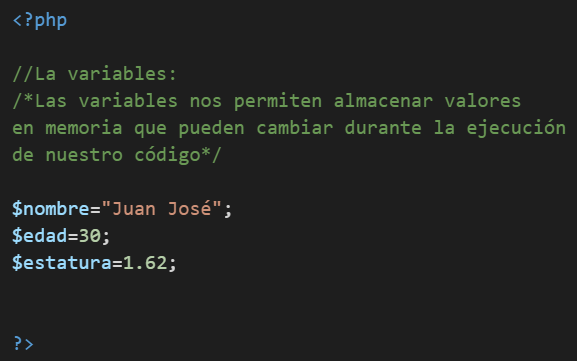 <?php
//La variables:
/*Las variables nos permiten almacenar valores
en memoria que pueden cambiar durante la ejecución
de nuestro código*/
$nombre="Juan José";
$edad=30;
$estatura=1.62;
?>